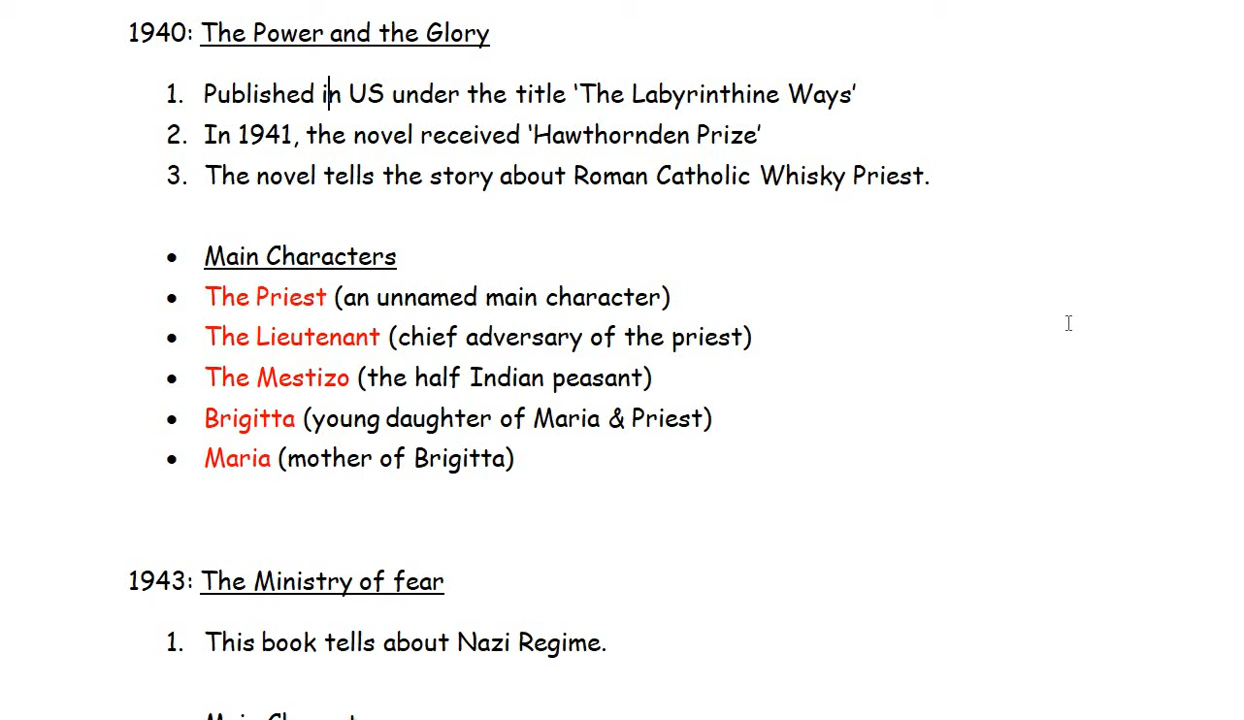 1940: The Power and the Glory
1. Published in US under the title ‘The Labyrinthine Ways’
2. In 1941, the novel received ‘Hawthornden Prize’
3. The novel tells the story about Roman Catholic Whisky Priest.
• Main Characters
• The Priest (an unnamed main character)
• The Lieutenant (chief adversary of the priest)
• The Mestizo (the half Indian peasant)
• Brigitta (young daughter of Maria & Priest)
• Maria (mother of Brigitta)
1943: The Ministry of fear
1. This book tells about Nazi Regime.